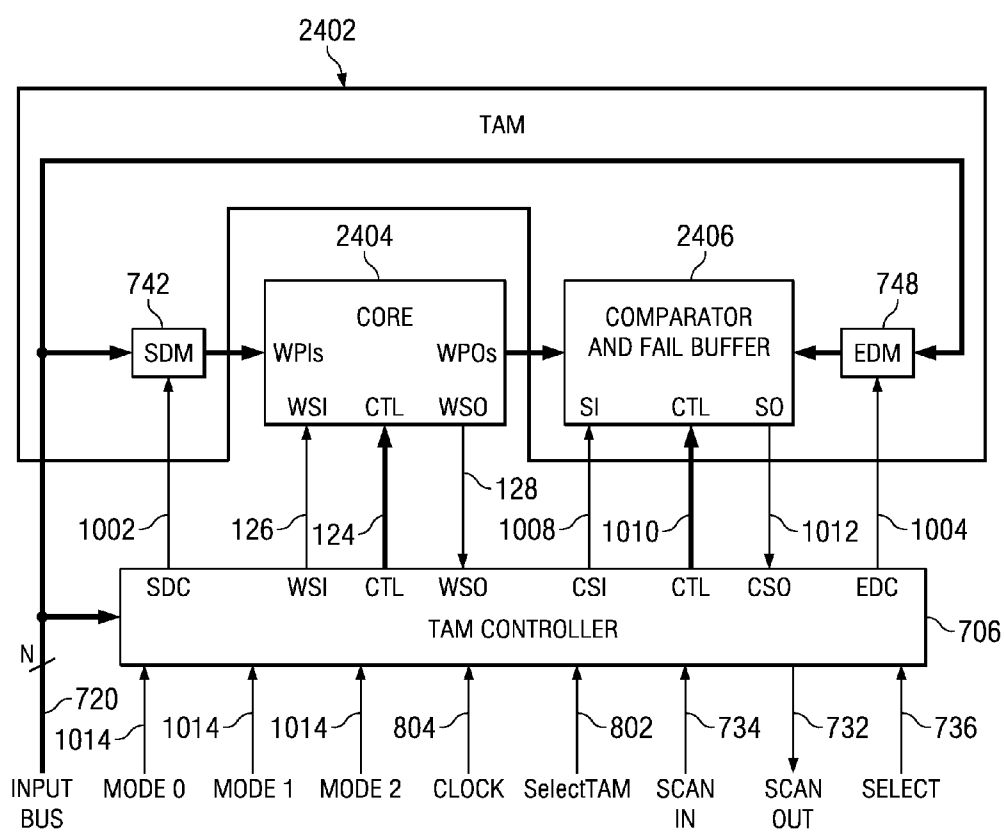 2402
TAM
2404
2406
742
748
CORE
COMPARATOR
AND FAIL BUFFER
SDM
WPIs
WPOs
EDM
WSI CTL WSO
SI CTL SO
1002
126
124
128
1008
1010
1012
1004
SDC WSI CTL WSO CSI CTL CSO EDC
TAM CONTROLLER
706
N
720
1014
1014
1014
804
802
734
732
736
INPUT
BUS
MODE 0
MODE 1
MODE 2
CLOCK
SelectTAM
SCAN
IN
SCAN
OUT
SELECT